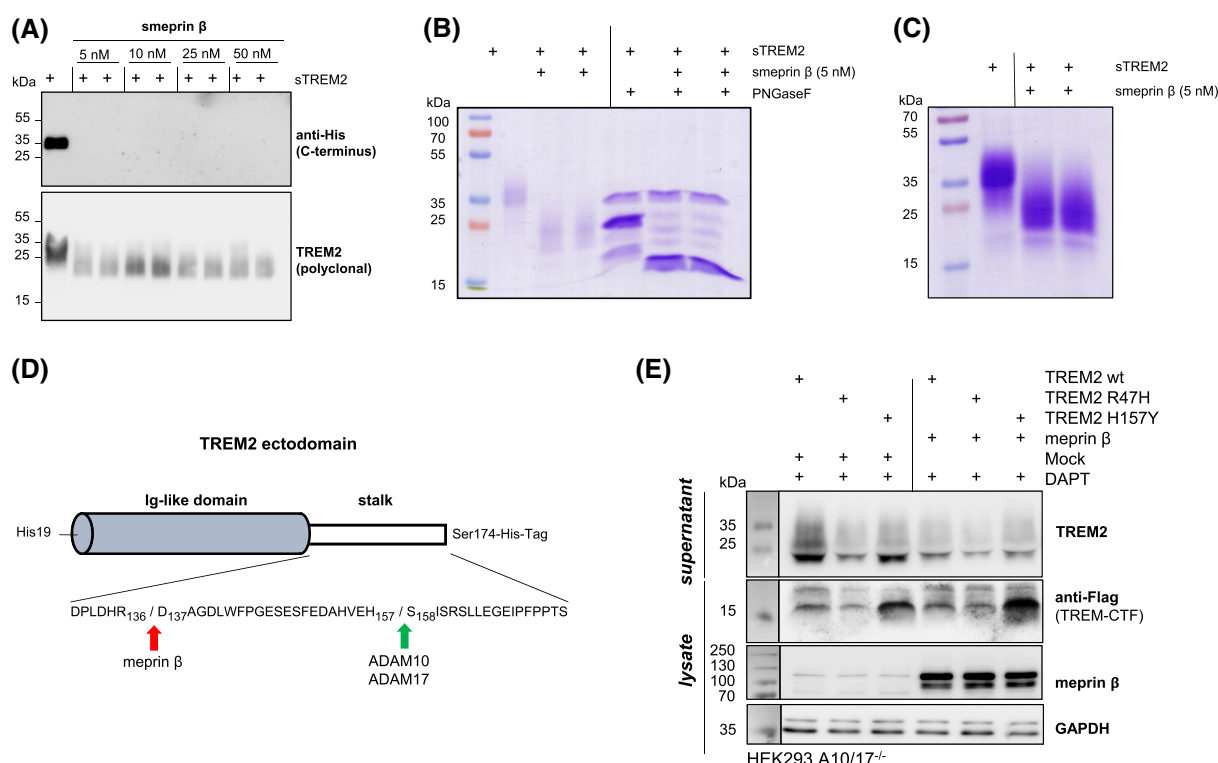 (A)
smeprin β
5 nM 10 nM 25 nM 50 nM
kDa + + + + + + + + + sTREM2
55
35
25
anti-His
(C-terminus)
55
35
25
15
TREM2
(polyclonal)
(B)
+ + + + + + sTREM2
+ + + + smeprin β (5 nM)
+ + + PNGaseF
kDa
100
70
55
35
25
15
(C)
+ + + sTREM2
+ + smeprin β (5 nM)
kDa
70
55
35
25
15
(D)
TREM2 ectodomain
Ig-like domain stalk
His19 Ser174-His-Tag
DPLDHR136 / D137AGDLWFPGESESFEDAHVEH157 / S158ISRSLLEGEIPFPPTS
meprin β
ADAM10
ADAM17
(E)
+ + TREM2 wt
+ + TREM2 R47H
+ + TREM2 H157Y
+ + + meprin β
+ + + Mock
+ + + + + + DAPT
kDa
supernatant
35
25
TREM2
lysate
15
anti-Flag
(TREM-CTF)
250
130
100
70
meprin β
35
GAPDH
HEK293 A10/17-/-